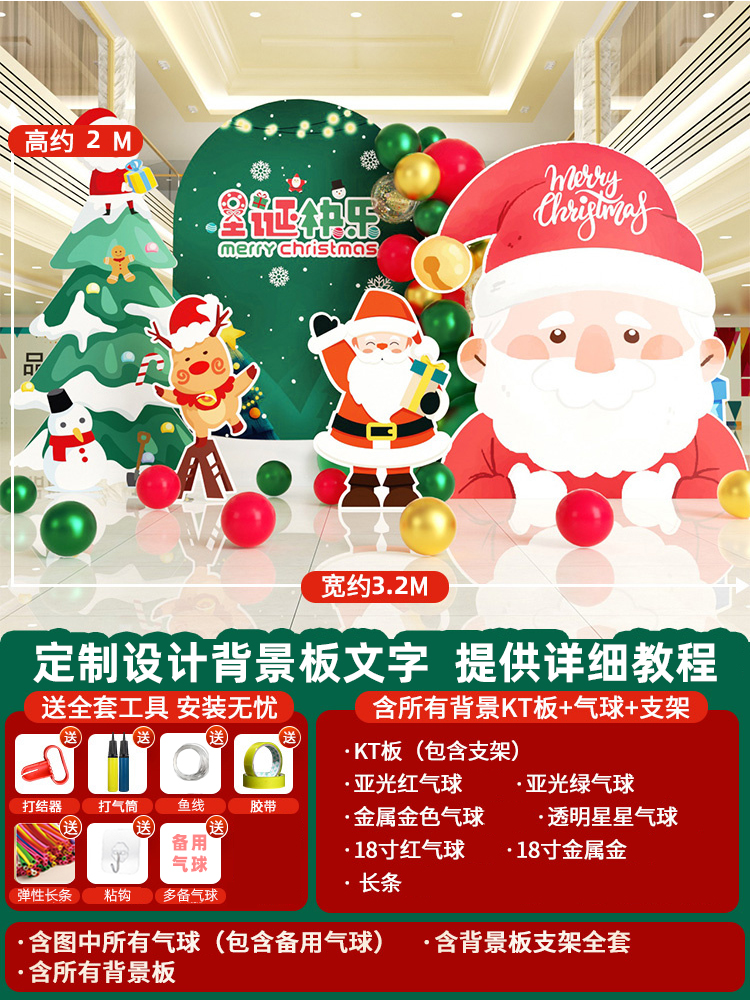 高约 2 M
Merry
Christmas
圣诞快乐
merry christmas
品
宽约3.2M
定制设计背景板文字 提供详细教程
送全套工具 安装无忧
送
送
送
送
打结器
打气筒
鱼线
胶带
送
送
送
备用
气球
弹性长条
粘钩
多备气球
含所有背景KT板+气球+支架
·KT板（包含支架）
·亚光红气球 ·亚光绿气球
·金属金色气球 ·透明星星气球
·18寸红气球 ·18寸金属金
·长条
·含图中所有气球（包含备用气球） ·含背景板支架全套
·含所有背景板